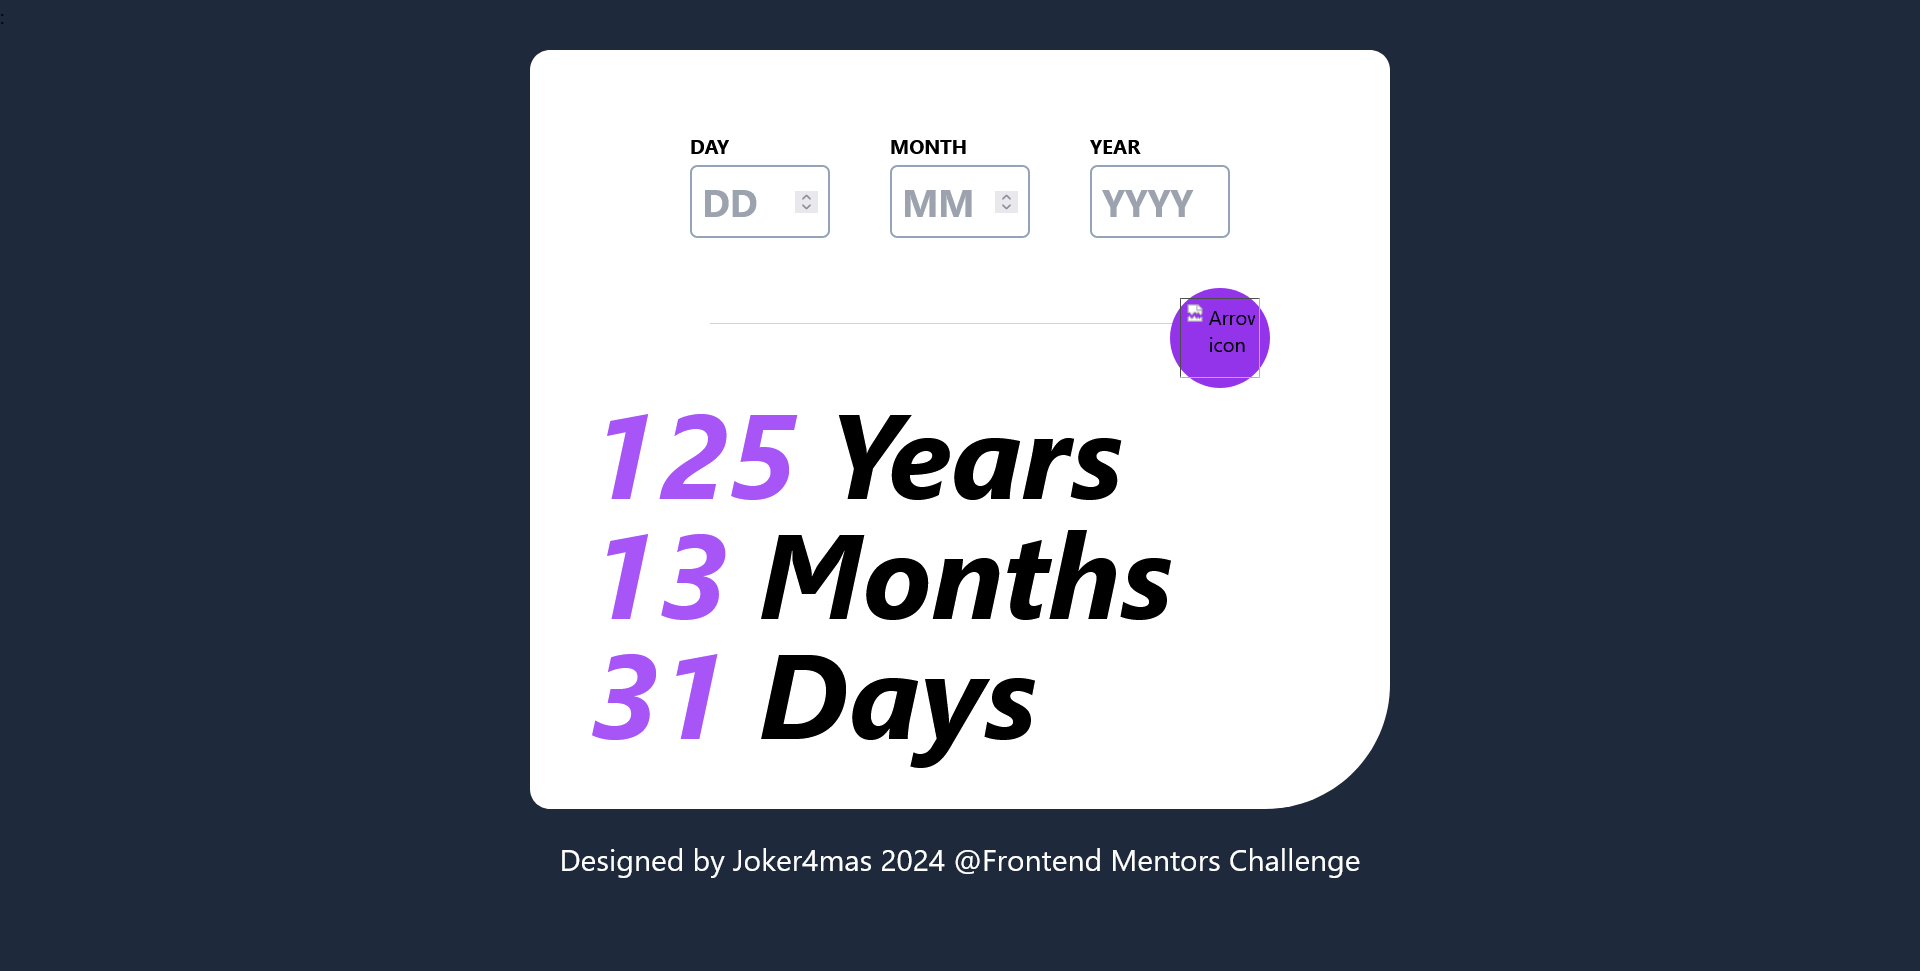 :
DAY MONTH YEAR
DD MM YYYY
Arrow
icon
125 Years
13 Months
31 Days
Designed by Joker4mas 2024 @Frontend Mentors Challenge